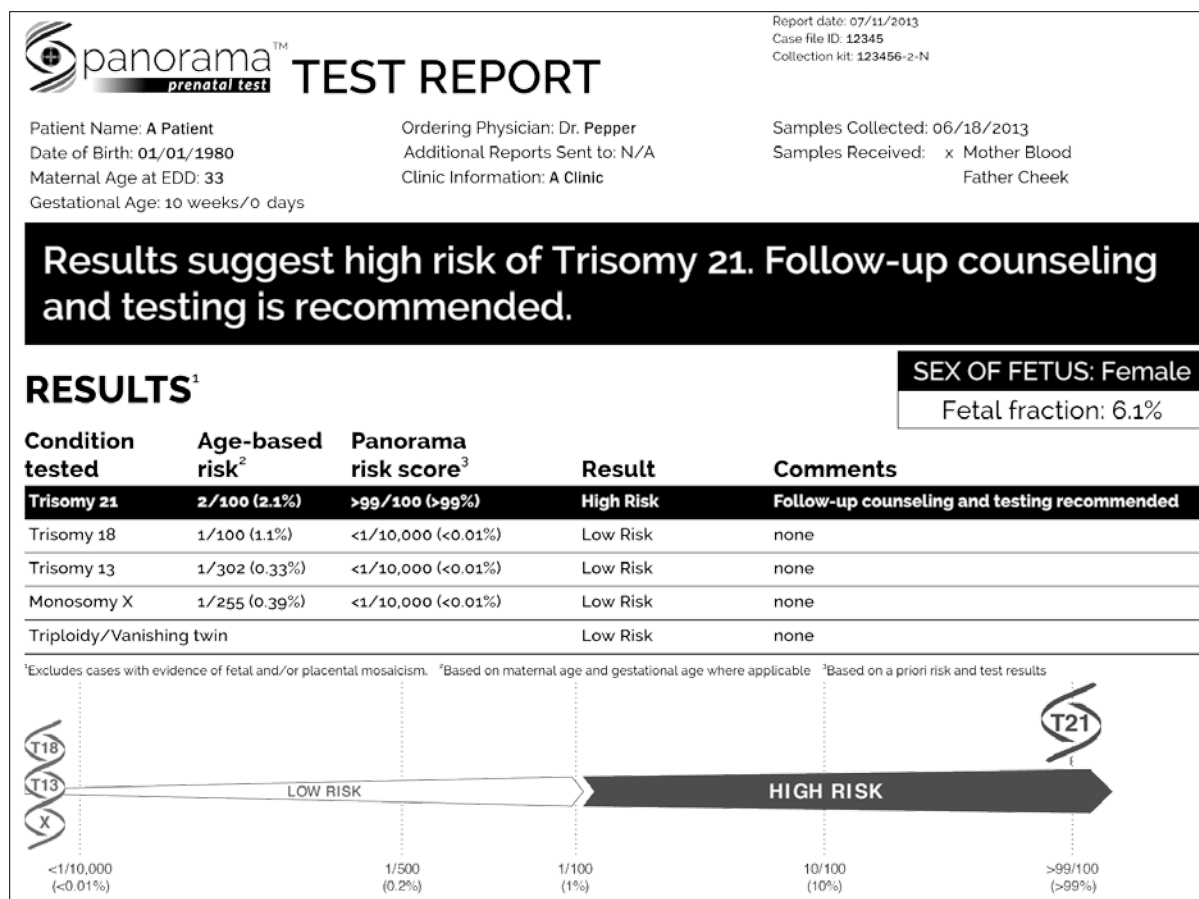 panorama™
prenatal test
TEST REPORT
Report date: 07/11/2013
Case file ID: 12345
Collection kit: 123456-2-N
Patient Name: A Patient
Date of Birth: 01/01/1980
Maternal Age at EDD: 33
Gestational Age: 10 weeks/0 days
Ordering Physician: Dr. Pepper
Additional Reports Sent to: N/A
Clinic Information: A Clinic
Samples Collected: 06/18/2013
Samples Received: x Mother Blood
Father Cheek
Results suggest high risk of Trisomy 21. Follow-up counseling
and testing is recommended.
RESULTS¹
SEX OF FETUS: Female
Fetal fraction: 6.1%
Condition tested Age-based risk² Panorama risk score³ Result Comments
Trisomy 21 2/100 (2.1%) >99/100 (>99%) High Risk Follow-up counseling and testing recommended
Trisomy 18 1/100 (1.1%) <1/10,000 (<0.01%) Low Risk none
Trisomy 13 1/302 (0.33%) <1/10,000 (<0.01%) Low Risk none
Monosomy X 1/255 (0.39%) <1/10,000 (<0.01%) Low Risk none
Triploidy/Vanishing twin Low Risk none
¹Excludes cases with evidence of fetal and/or placental mosaicism. ²Based on maternal age and gestational age where applicable ³Based on a priori risk and test results
T21
T18
T13
X
LOW RISK
HIGH RISK
<1/10,000 1/500 1/100 10/100 >99/100
(<0.01%) (0.2%) (1%) (10%) (>99%)